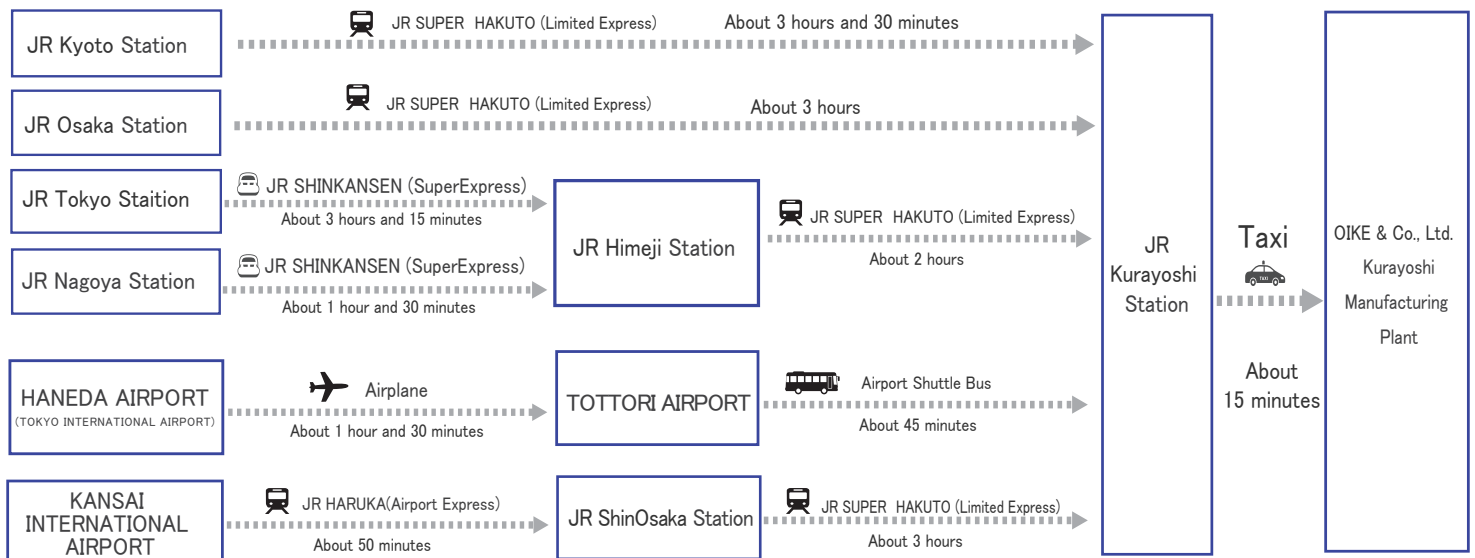 JR Kyoto Station
JR SUPER HAKUTO (Limited Express)
About 3 hours and 30 minutes
JR Osaka Station
JR SUPER HAKUTO (Limited Express)
About 3 hours
JR Tokyo Staition
JR SHINKANSEN (SuperExpress)
About 3 hours and 15 minutes
JR Nagoya Station
JR SHINKANSEN (SuperExpress)
About 1 hour and 30 minutes
JR Himeji Station
JR SUPER HAKUTO (Limited Express)
About 2 hours
HANEDA AIRPORT
(TOKYO INTERNATIONAL AIRPORT)
Airplane
About 1 hour and 30 minutes
TOTTORI AIRPORT
Airport Shuttle Bus
About 45 minutes
KANSAI
INTERNATIONAL
AIRPORT
JR HARUKA(Airport Express)
About 50 minutes
JR ShinOsaka Station
JR SUPER HAKUTO (Limited Express)
About 3 hours
JR
Kurayoshi
Station
Taxi
TAXI
About
15 minutes
OIKE & Co., Ltd.
Kurayoshi
Manufacturing
Plant